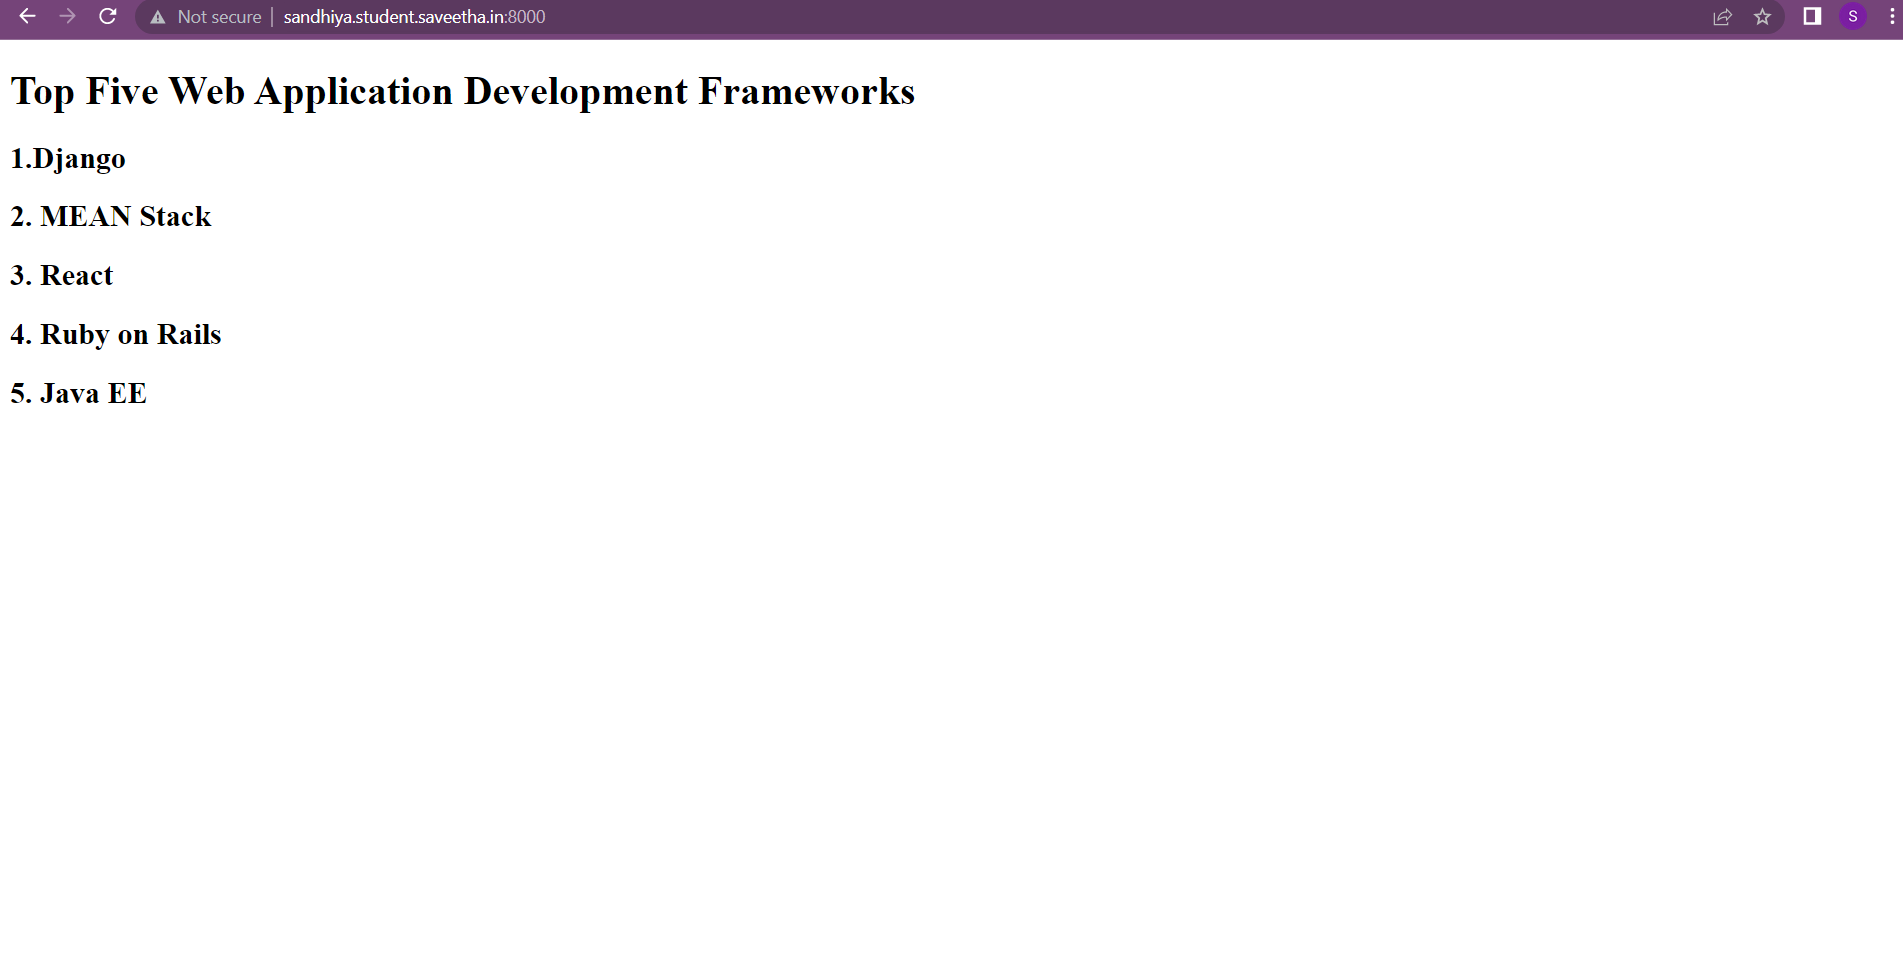 Not secure | sandhiya.student.saveetha.in:8000
S
Top Five Web Application Development Frameworks
1.Django
2. MEAN Stack
3. React
4. Ruby on Rails
5. Java EE